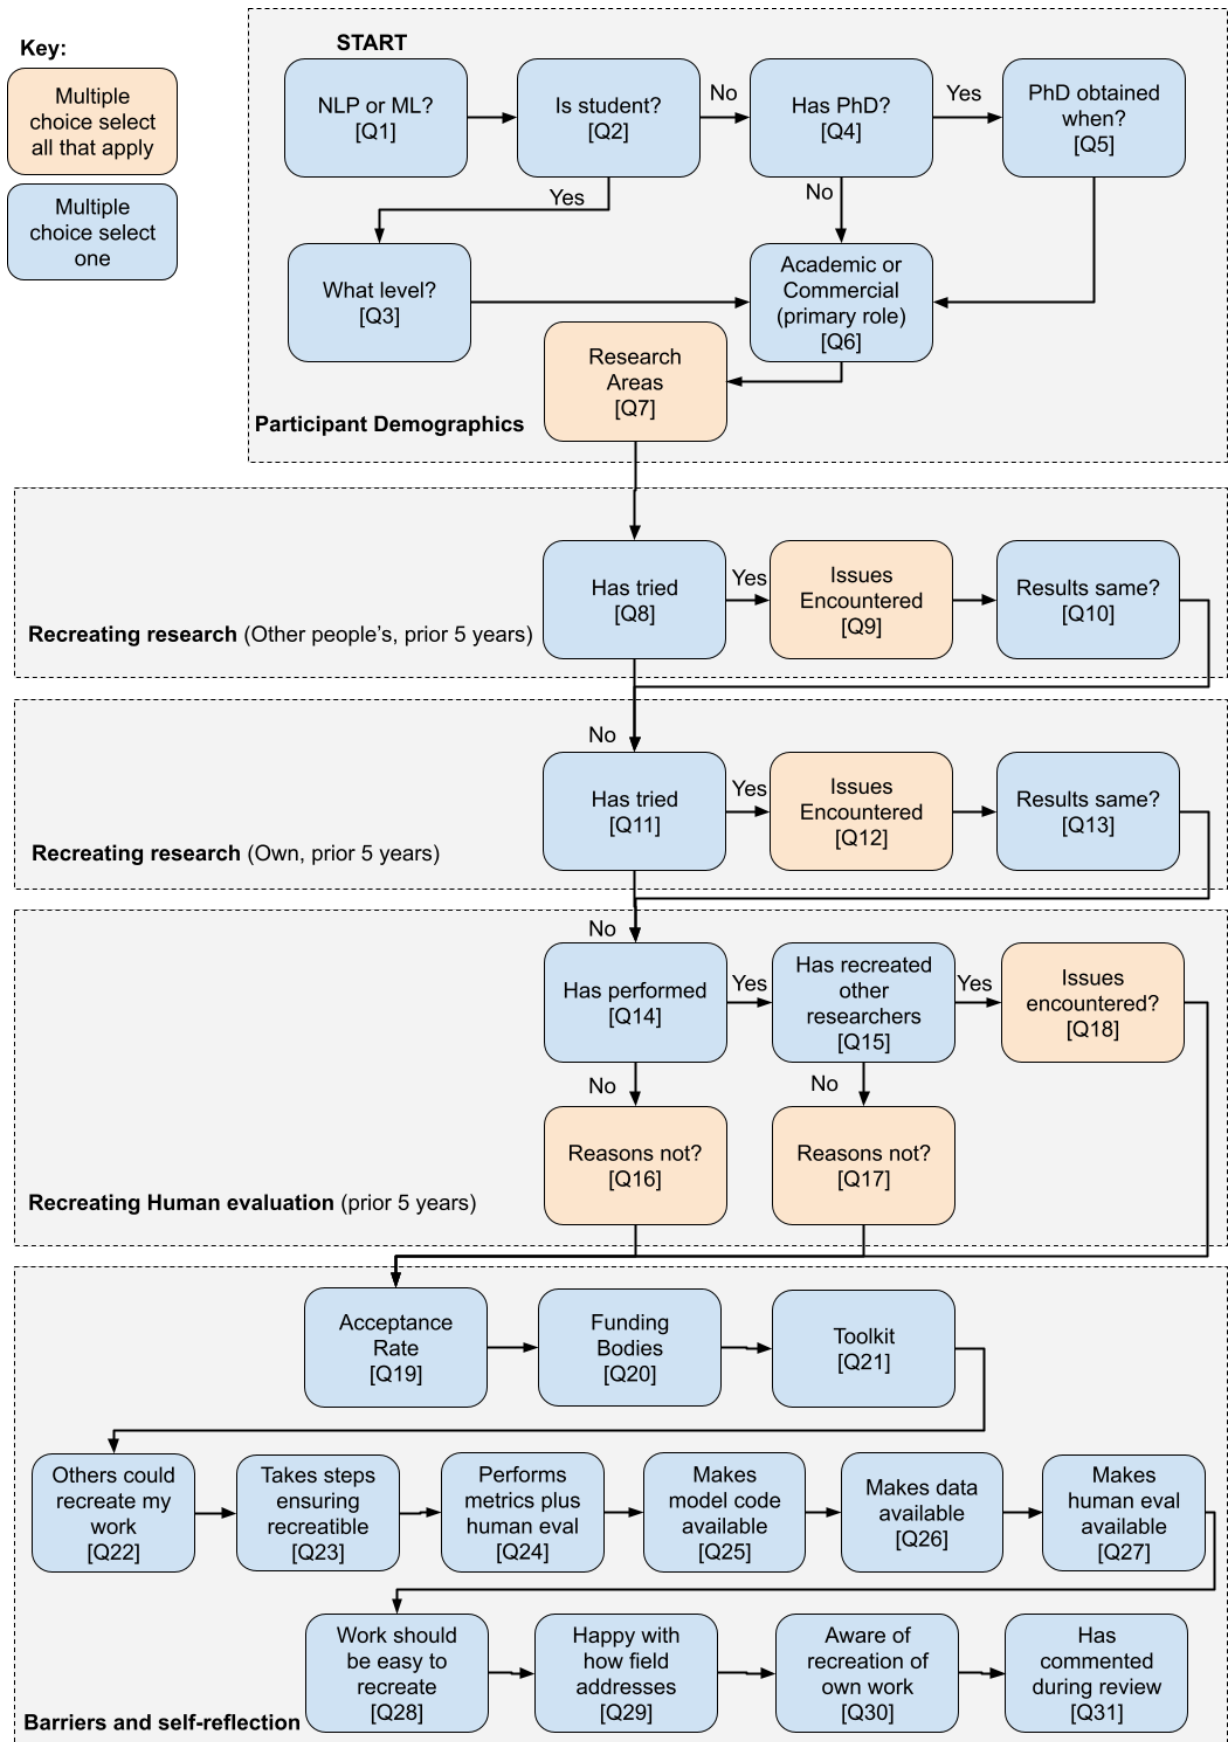 Key:
Multiple
choice select
all that apply
Multiple
choice select
one
START
NLP or ML?
[Q1]
Is student?
[Q2]
No
Has PhD?
[Q4]
Yes
PhD obtained
when?
[Q5]
Yes
No
What level?
[Q3]
Academic or
Commercial
(primary role)
[Q6]
Research
Areas
[Q7]
Participant Demographics
Has tried
[Q8]
Yes
Issues
Encountered
[Q9]
Results same?
[Q10]
Recreating research (Other people's, prior 5 years)
No
Has tried
[Q11]
Yes
Issues
Encountered
[Q12]
Results same?
[Q13]
Recreating research (Own, prior 5 years)
No
Has performed
[Q14]
Yes
Has recreated
other
researchers
[Q15]
Yes
Issues
encountered?
[Q18]
No
No
Reasons not?
[Q16]
Reasons not?
[Q17]
Recreating Human evaluation (prior 5 years)
Acceptance
Rate
[Q19]
Funding
Bodies
[Q20]
Toolkit
[Q21]
Others could
recreate my
work
[Q22]
Takes steps
ensuring
recreatible
[Q23]
Performs
metrics plus
human eval
[Q24]
Makes
model code
available
[Q25]
Makes data
available
[Q26]
Makes
human eval
available
[Q27]
Work should
be easy to
recreate
[Q28]
Happy with
how field
addresses
[Q29]
Aware of
recreation of
own work
[Q30]
Has
commented
during review
[Q31]
Barriers and self-reflection